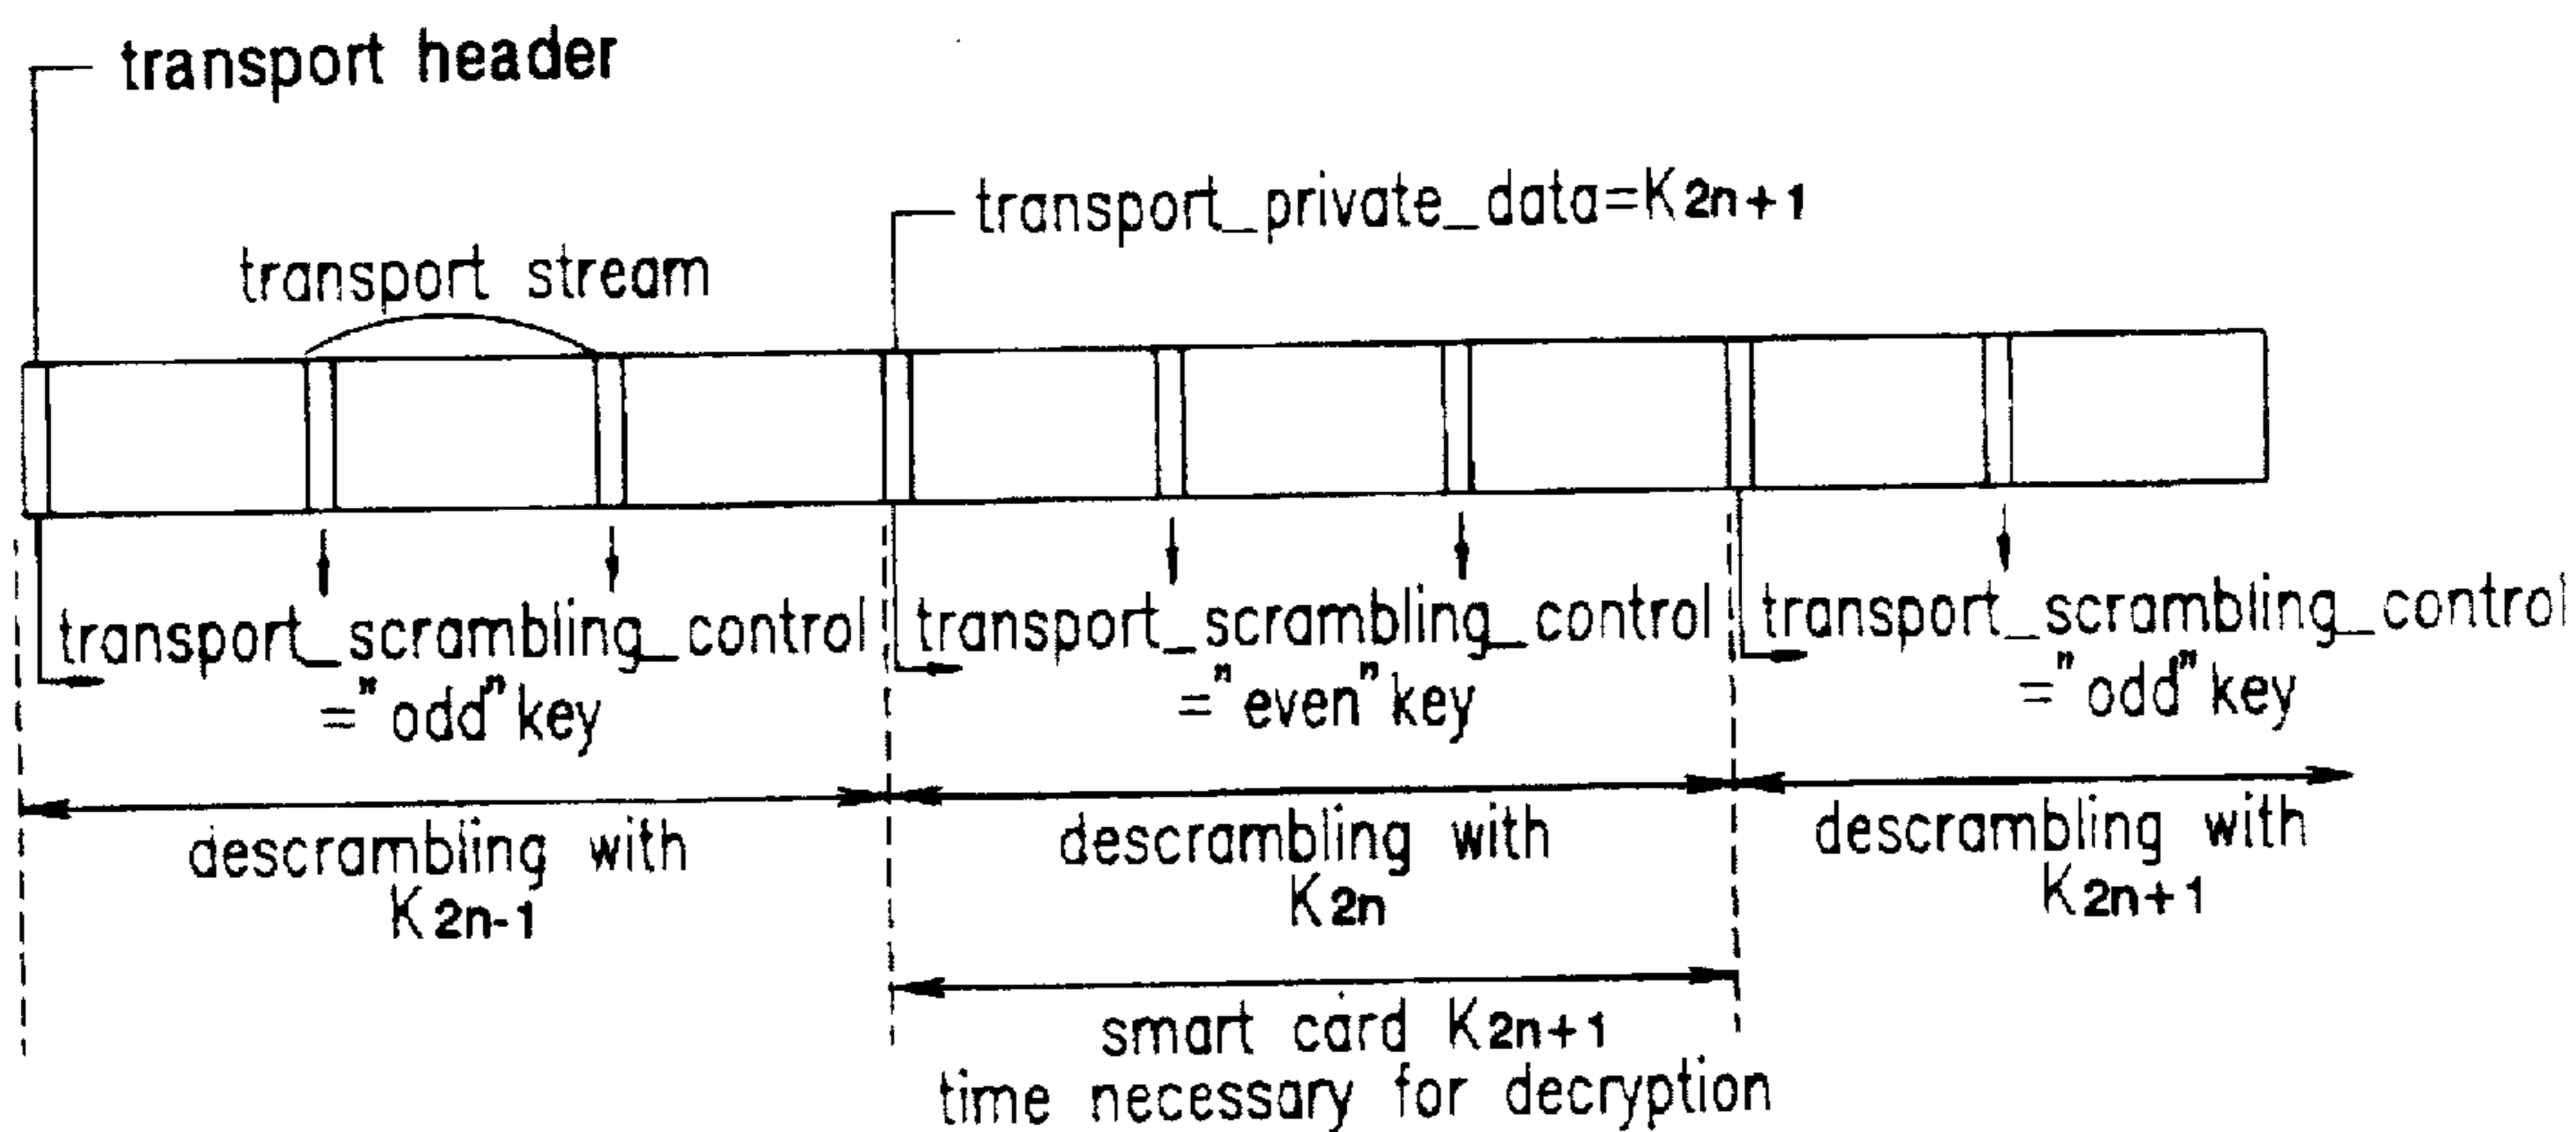 transport header
transport_private_data=K2n+1
transport stream
transport_scrambling_control
="odd"key
transport_scrambling_control
="even"key
transport_scrambling_control
="odd"key
descrambling with
K2n-1
descrambling with
K2n
descrambling with
K2n+1
smart card K2n+1
time necessary for decryption